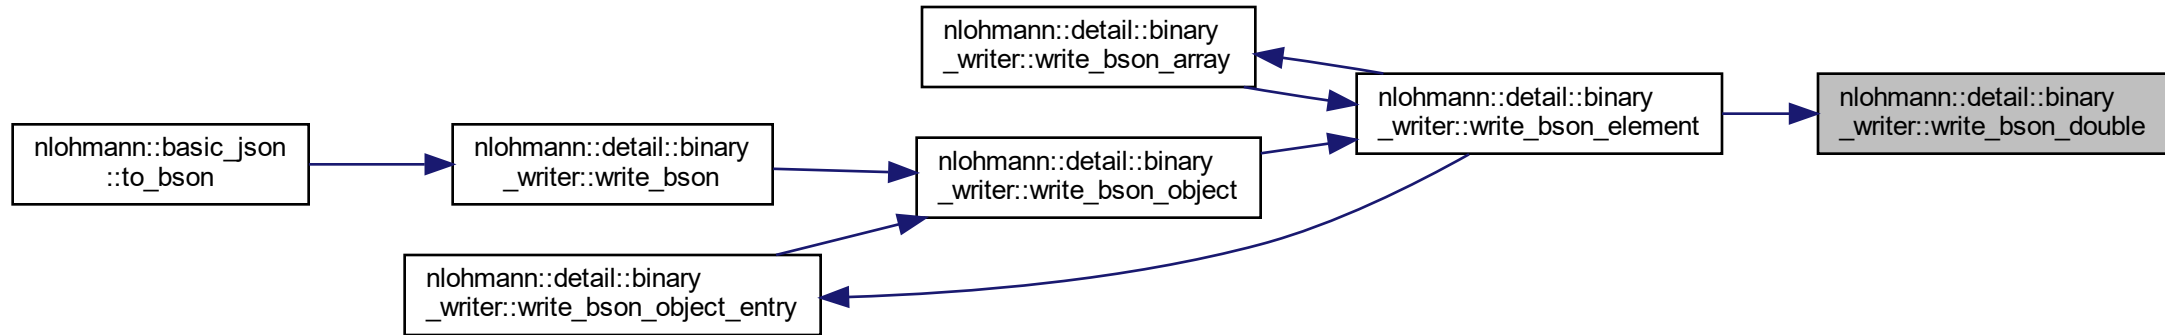 nlohmann::basic_json
::to_bson
nlohmann::detail::binary
_writer::write_bson
nlohmann::detail::binary
_writer::write_bson_object_entry
nlohmann::detail::binary
_writer::write_bson_array
nlohmann::detail::binary
_writer::write_bson_object
nlohmann::detail::binary
_writer::write_bson_element
nlohmann::detail::binary
_writer::write_bson_double